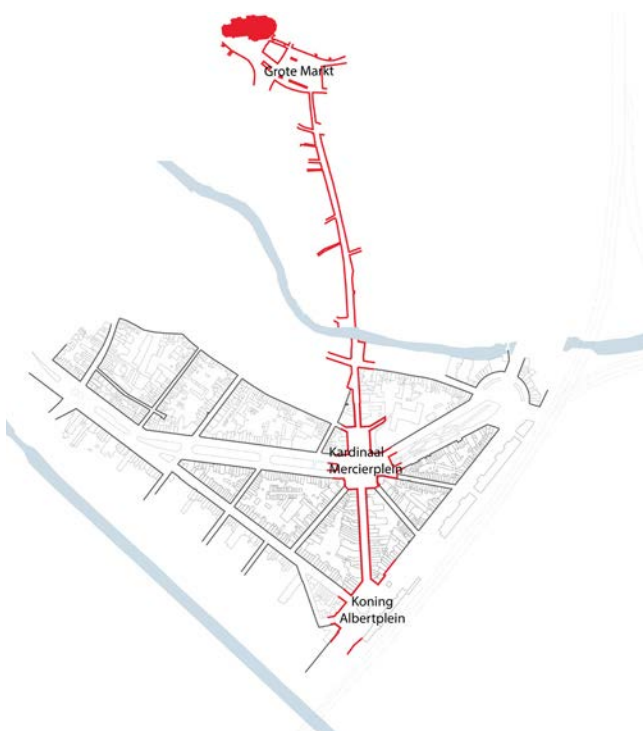 Grote Markt
Kardinaal
Mercierplein
Koning
Albertplein